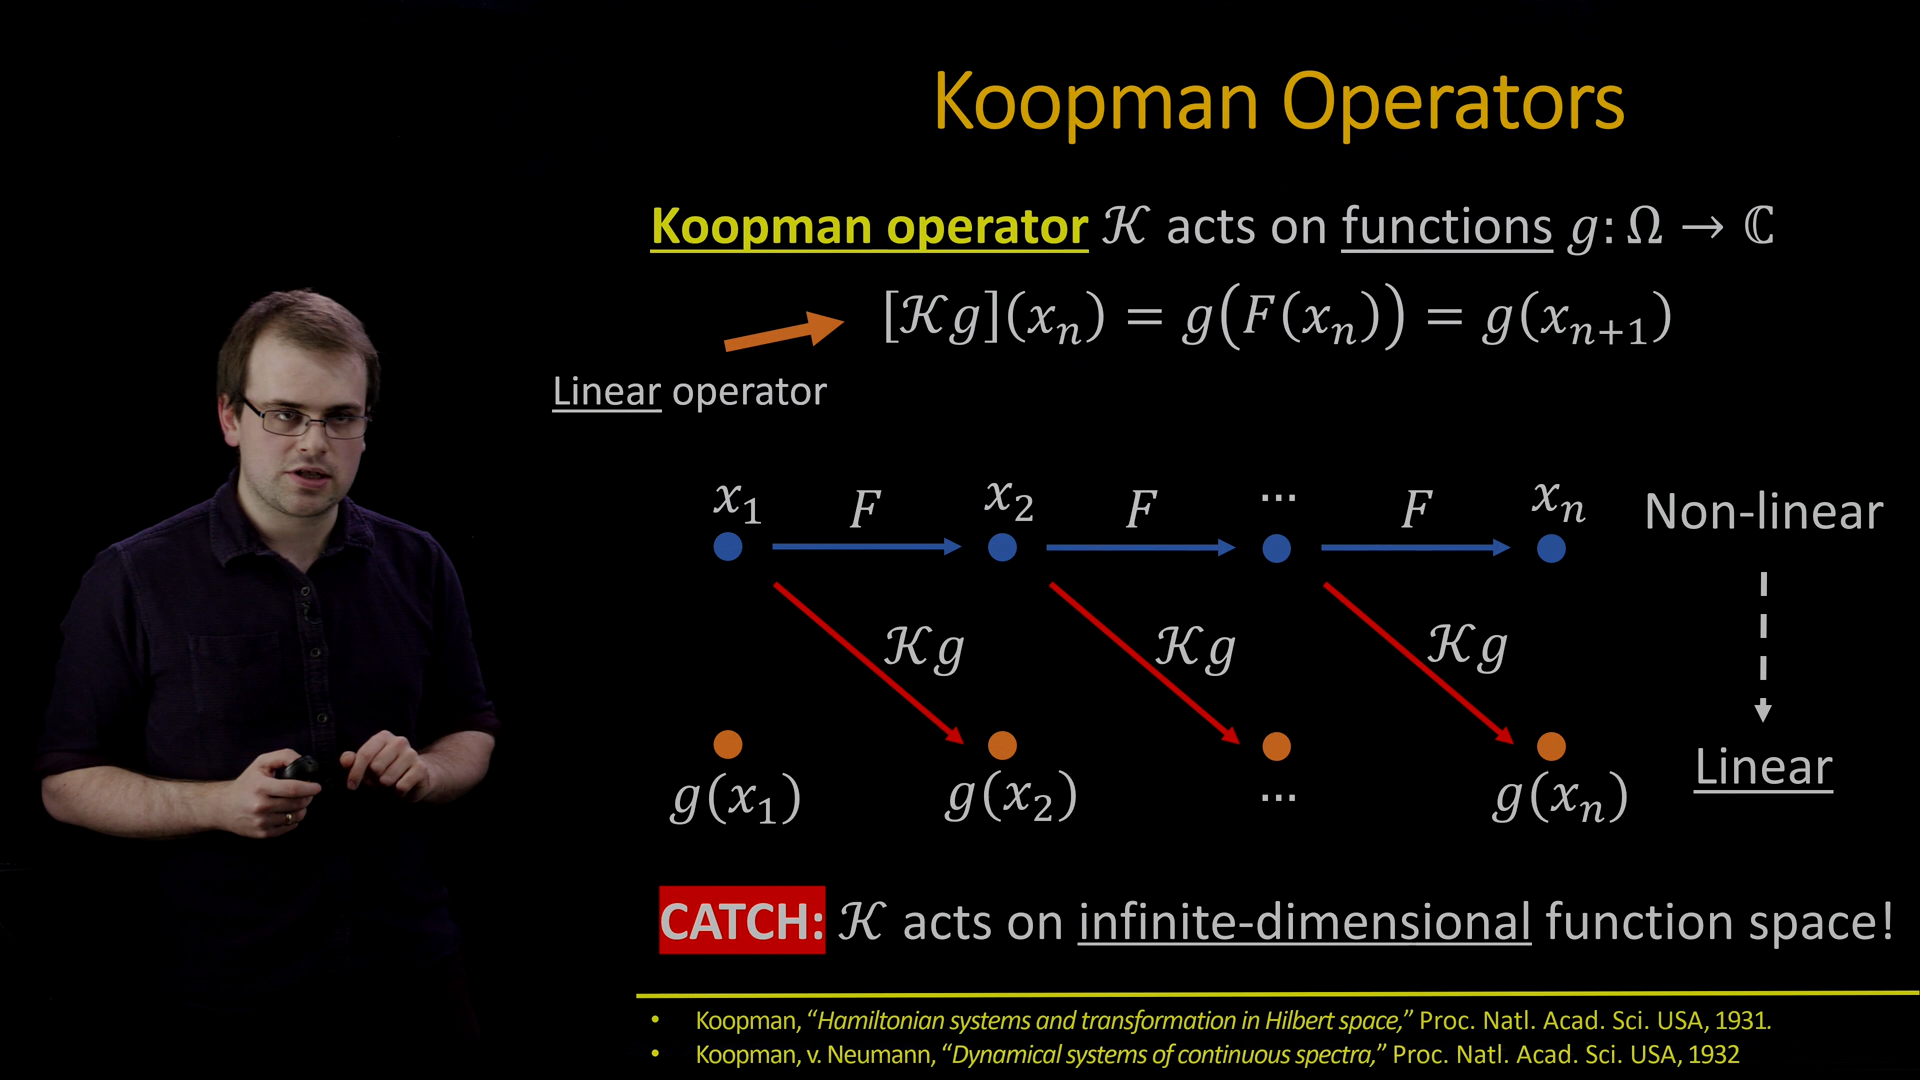 Koopman Operators
Koopman operator 𝒦 acts on functions g: Ω → ℂ
[𝒦g](xₙ) = g(F(xₙ)) = g(xₙ₊₁)
Linear operator
x₁ F x₂ F ... F xₙ Non-linear
𝒦g 𝒦g 𝒦g
g(x₁) g(x₂) ... g(xₙ) Linear
CATCH: 𝒦 acts on infinite-dimensional function space!
• Koopman, “Hamiltonian systems and transformation in Hilbert space,” Proc. Natl. Acad. Sci. USA, 1931.
• Koopman, v. Neumann, “Dynamical systems of continuous spectra,” Proc. Natl. Acad. Sci. USA, 1932